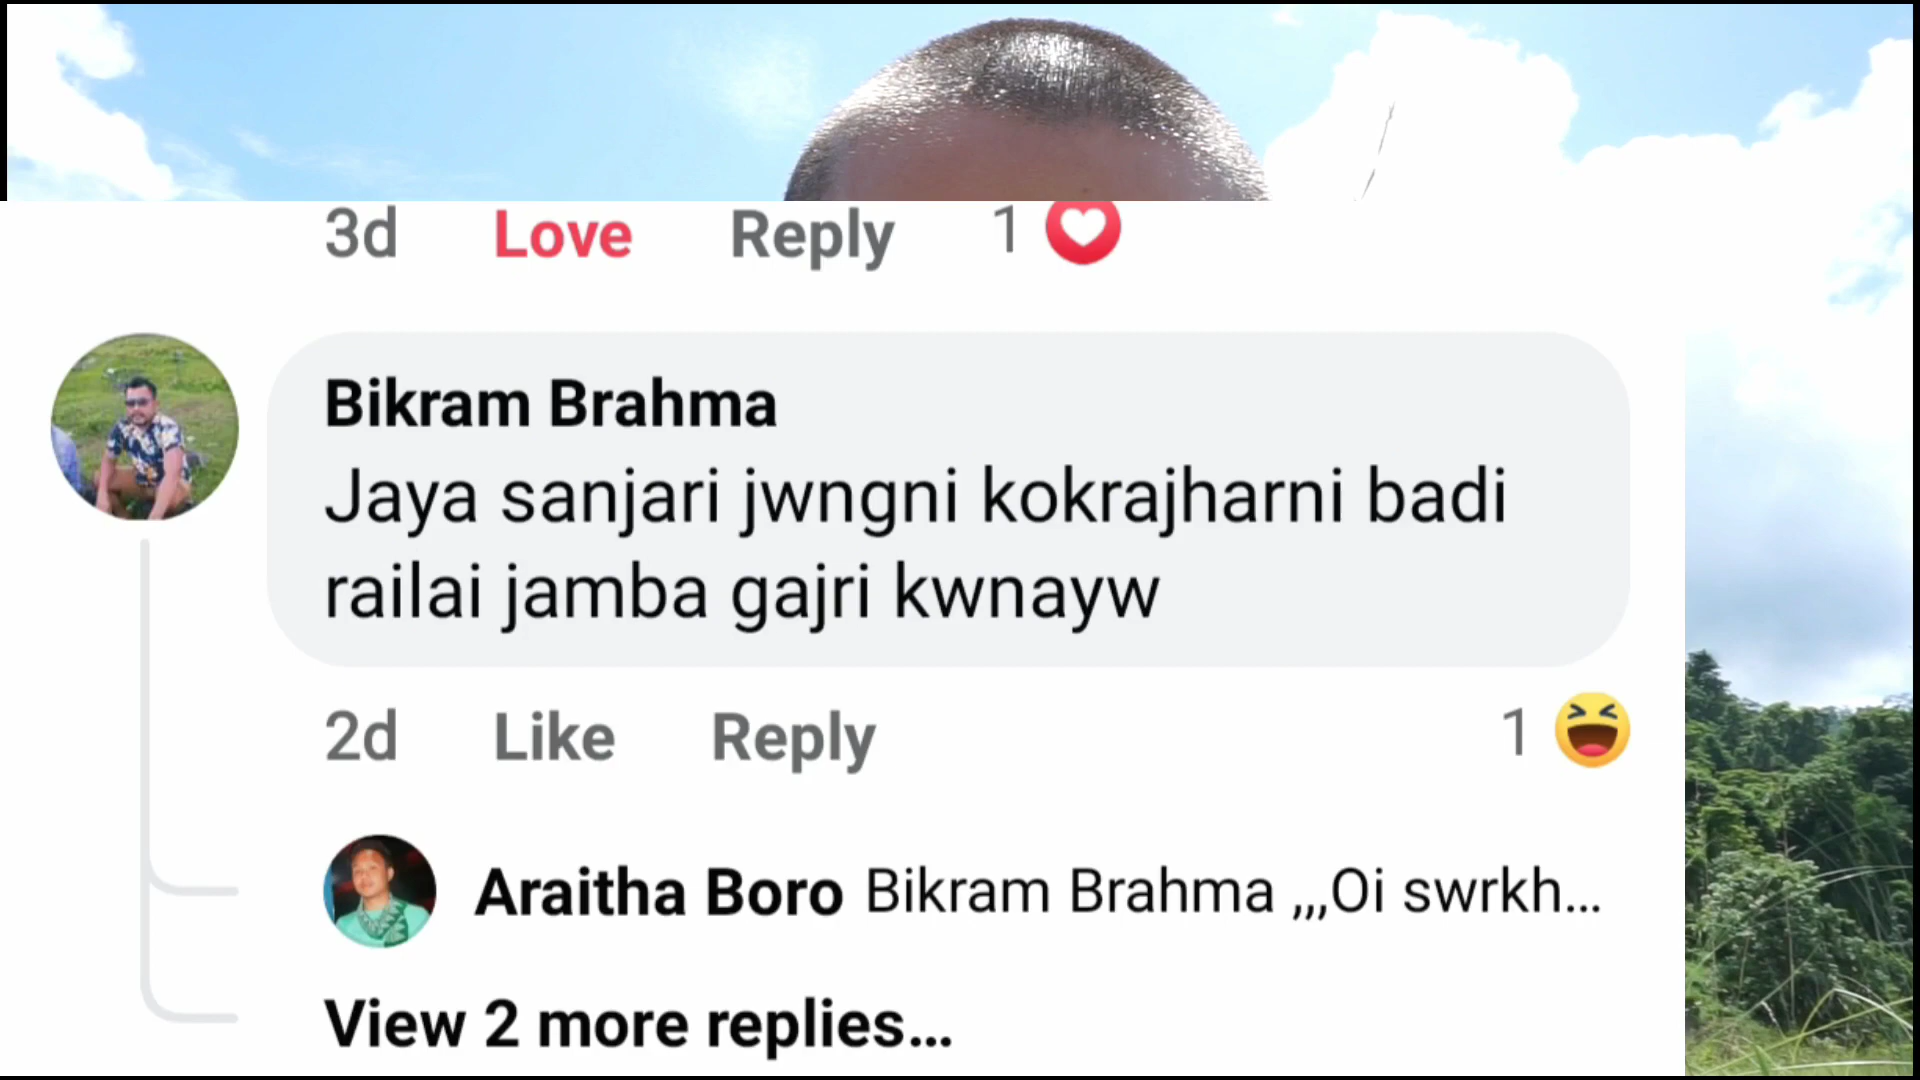 3d Love Reply 1
Bikram Brahma
Jaya sanjari jwngni kokrajharni badi
railai jamba gajri kwnayw
2d Like Reply 1
Araitha Boro Bikram Brahma ,,,Oi swrkh...
View 2 more replies...